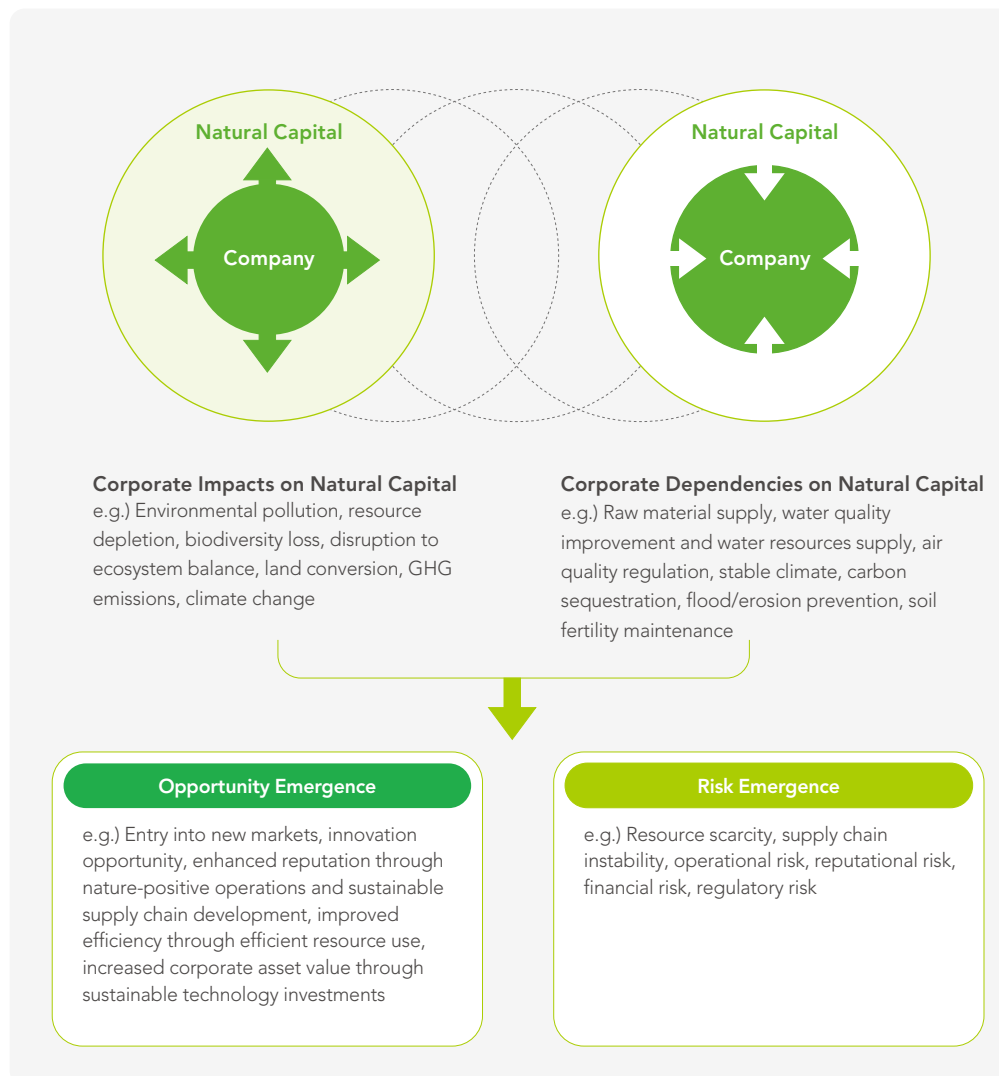 Natural Capital
Company
Natural Capital
Company
Corporate Impacts on Natural Capital
e.g.) Environmental pollution, resource
depletion, biodiversity loss, disruption to
ecosystem balance, land conversion, GHG
emissions, climate change
Corporate Dependencies on Natural Capital
e.g.) Raw material supply, water quality
improvement and water resources supply, air
quality regulation, stable climate, carbon
sequestration, flood/erosion prevention, soil
fertility maintenance
Opportunity Emergence
e.g.) Entry into new markets, innovation
opportunity, enhanced reputation through
nature-positive operations and sustainable
supply chain development, improved
efficiency through efficient resource use,
increased corporate asset value through
sustainable technology investments
Risk Emergence
e.g.) Resource scarcity, supply chain
instability, operational risk, reputational risk,
financial risk, regulatory risk